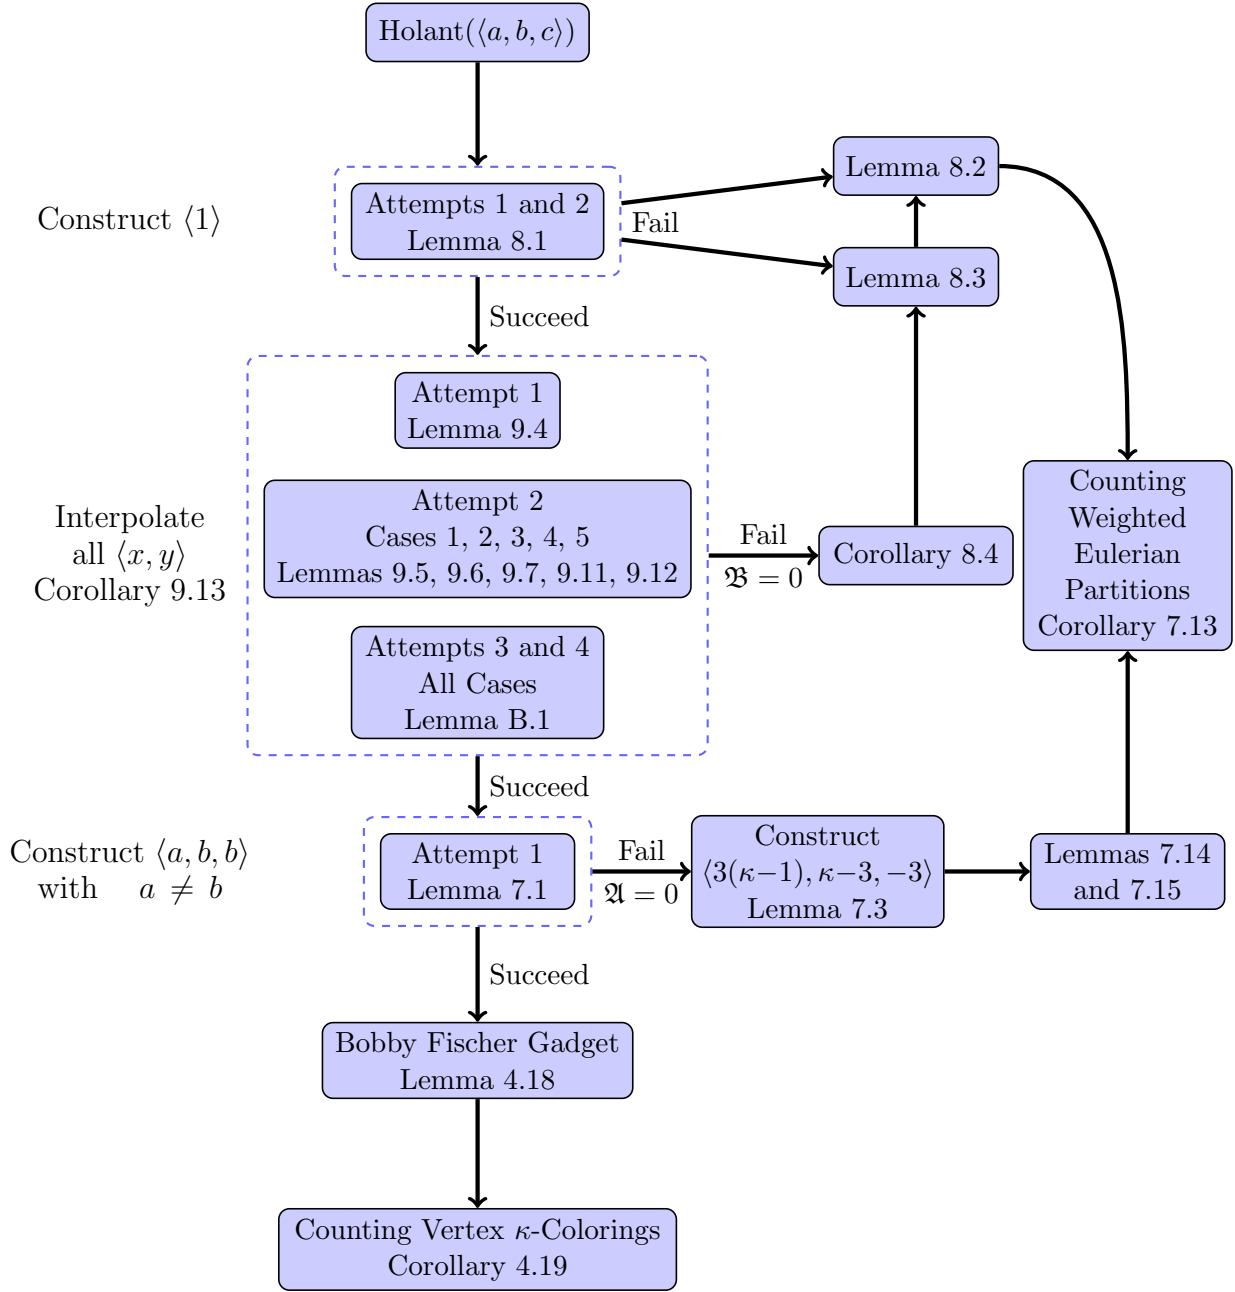 Holant(⟨a, b, c⟩)
Construct ⟨1⟩
Attempts 1 and 2
Lemma 8.1
Fail
Lemma 8.2
Lemma 8.3
Succeed
Attempt 1
Lemma 9.4
Interpolate
all ⟨x, y⟩
Corollary 9.13
Attempt 2
Cases 1, 2, 3, 4, 5
Lemmas 9.5, 9.6, 9.7, 9.11, 9.12
Attempts 3 and 4
All Cases
Lemma B.1
Fail
𝔅 = 0
Corollary 8.4
Counting
Weighted
Eulerian
Partitions
Corollary 7.13
Succeed
Construct ⟨a, b, b⟩
with a ≠ b
Attempt 1
Lemma 7.1
Fail
𝔄 = 0
Construct
⟨3(κ−1), κ−3, −3⟩
Lemma 7.3
Lemmas 7.14
and 7.15
Succeed
Bobby Fischer Gadget
Lemma 4.18
Counting Vertex κ-Colorings
Corollary 4.19